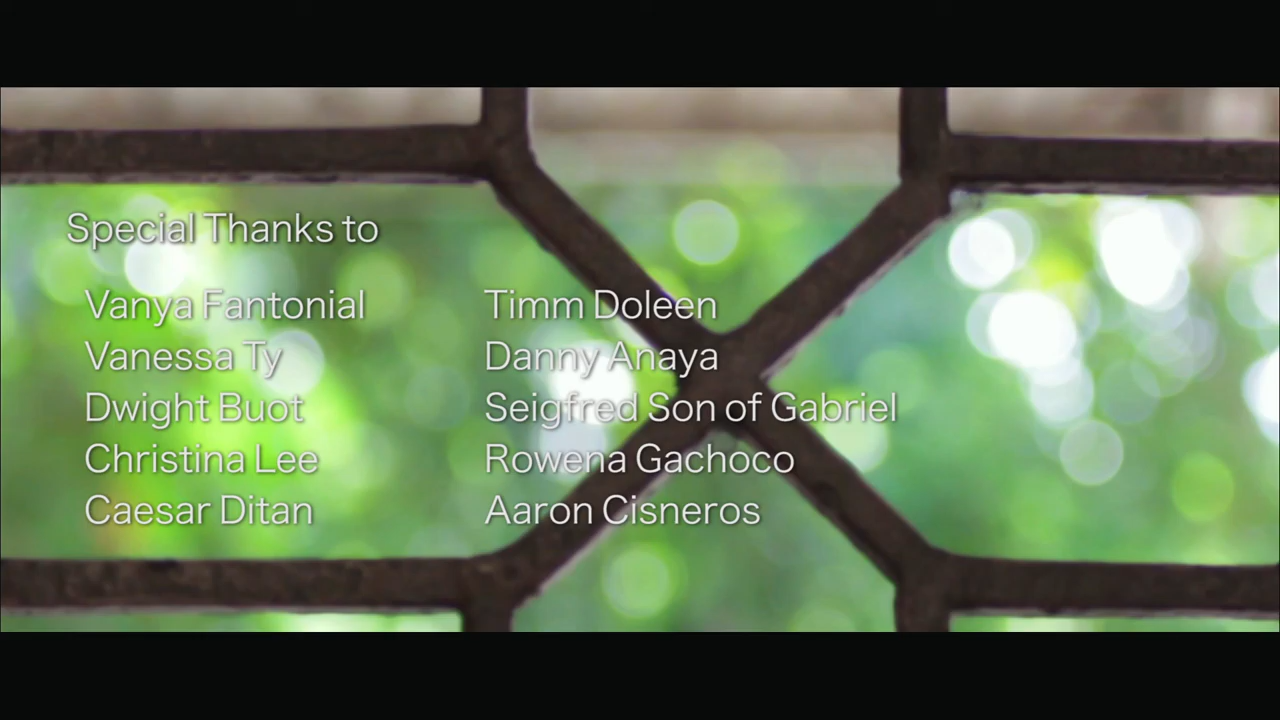 Special Thanks to
Vanya Fantonial
Vanessa Ty
Dwight Buot
Christina Lee
Caesar Ditan
Timm Doleen
Danny Anaya
Seigfred Son of Gabriel
Rowena Gachoco
Aaron Cisneros